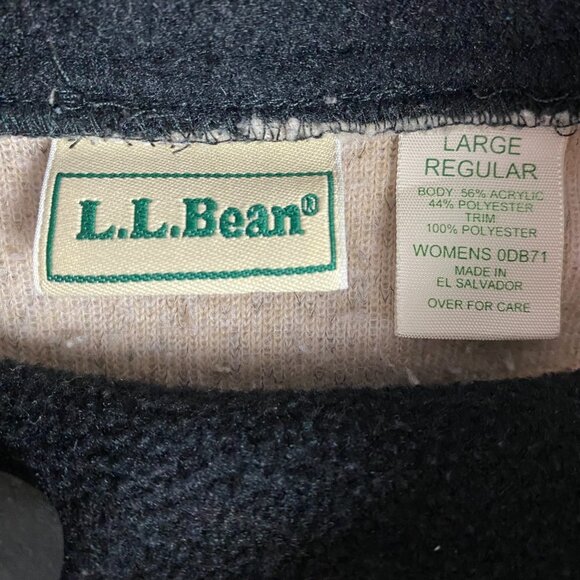 L.L.Bean®
LARGE
REGULAR
BODY 56% ACRYLIC
44% POLYESTER
TRIM
100% POLYESTER
WOMENS 0DB71
MADE IN
EL SALVADOR
OVER FOR CARE